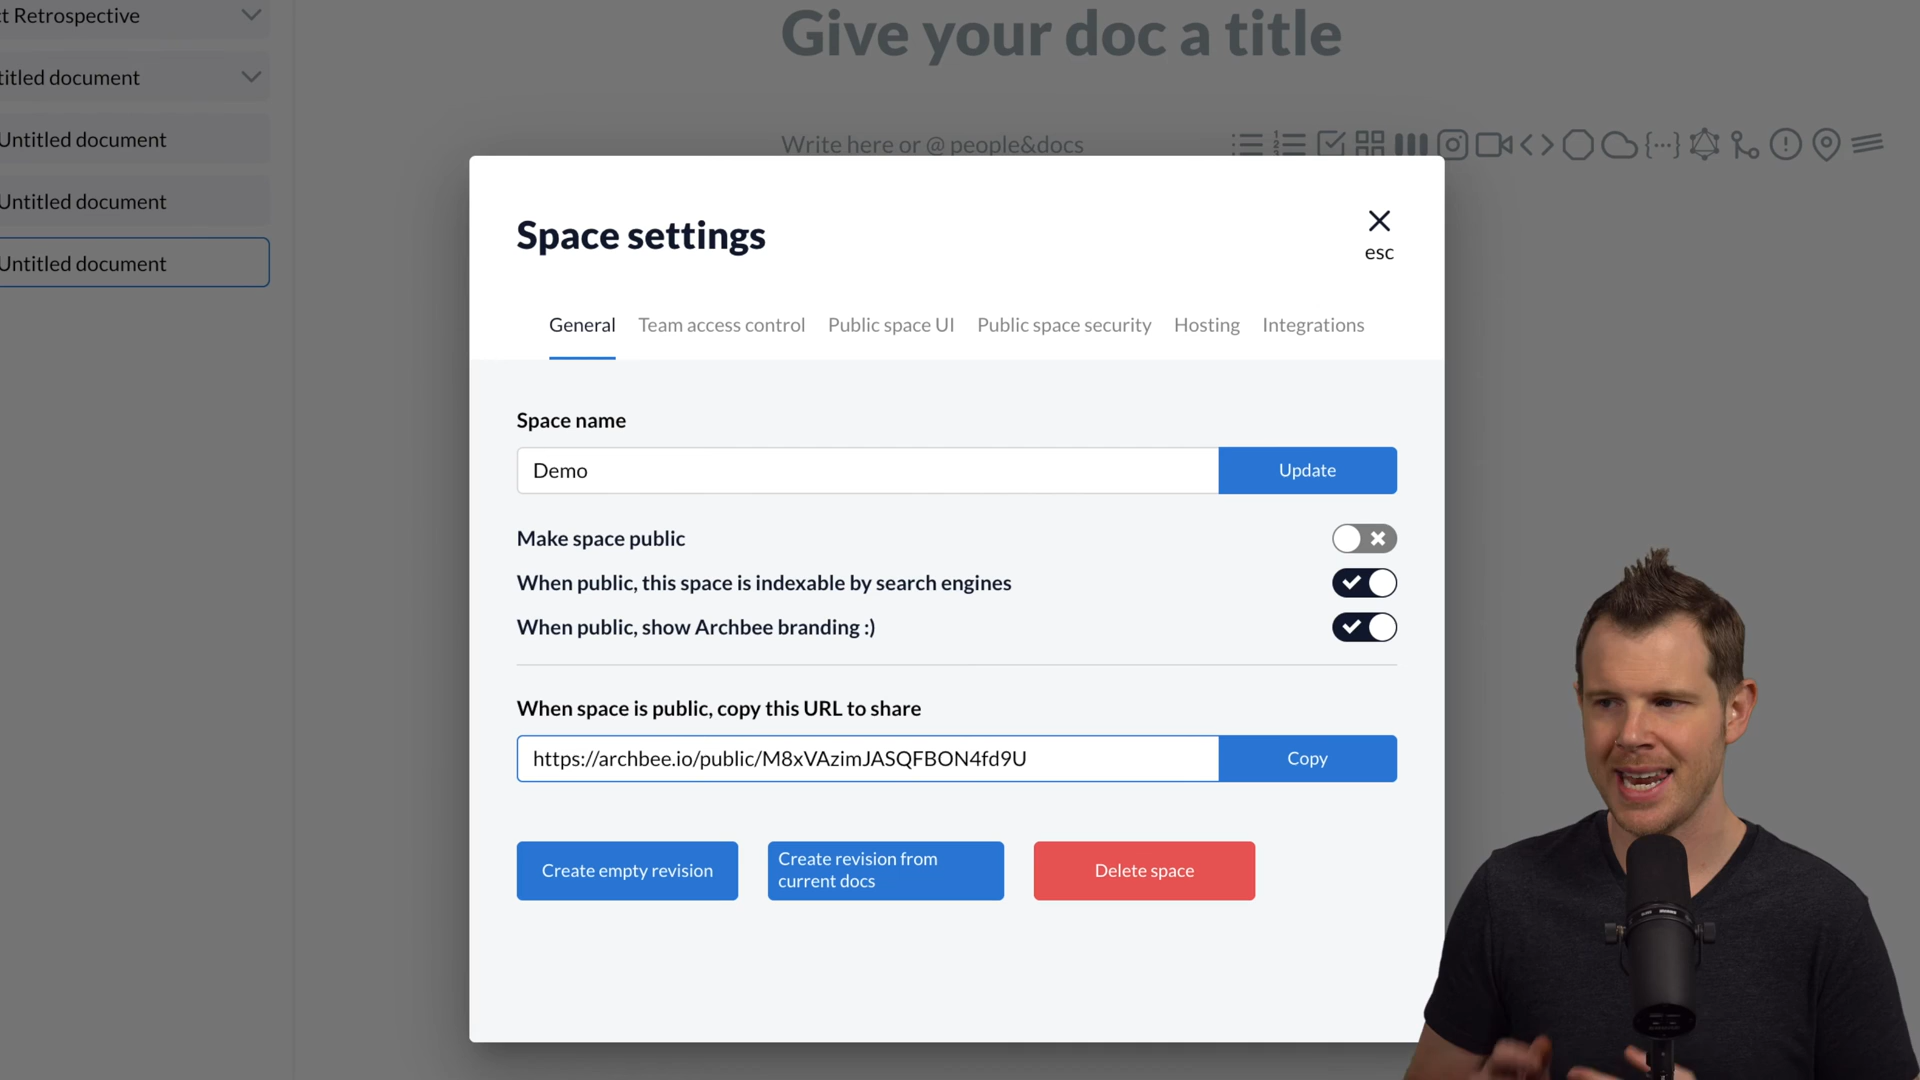 ct Retrospective
Give your doc a title
titled document
Write here or @ people&docs
Untitled document
Untitled document
Untitled document
Space settings
esc
General Team access control Public space UI Public space security Hosting Integrations
Space name
Demo Update
Make space public
When public, this space is indexable by search engines
When public, show Archbee branding :)
When space is public, copy this URL to share
https://archbee.io/public/M8xVAzimJASQFBON4fd9U Copy
Create empty revision
Create revision from
current docs
Delete space